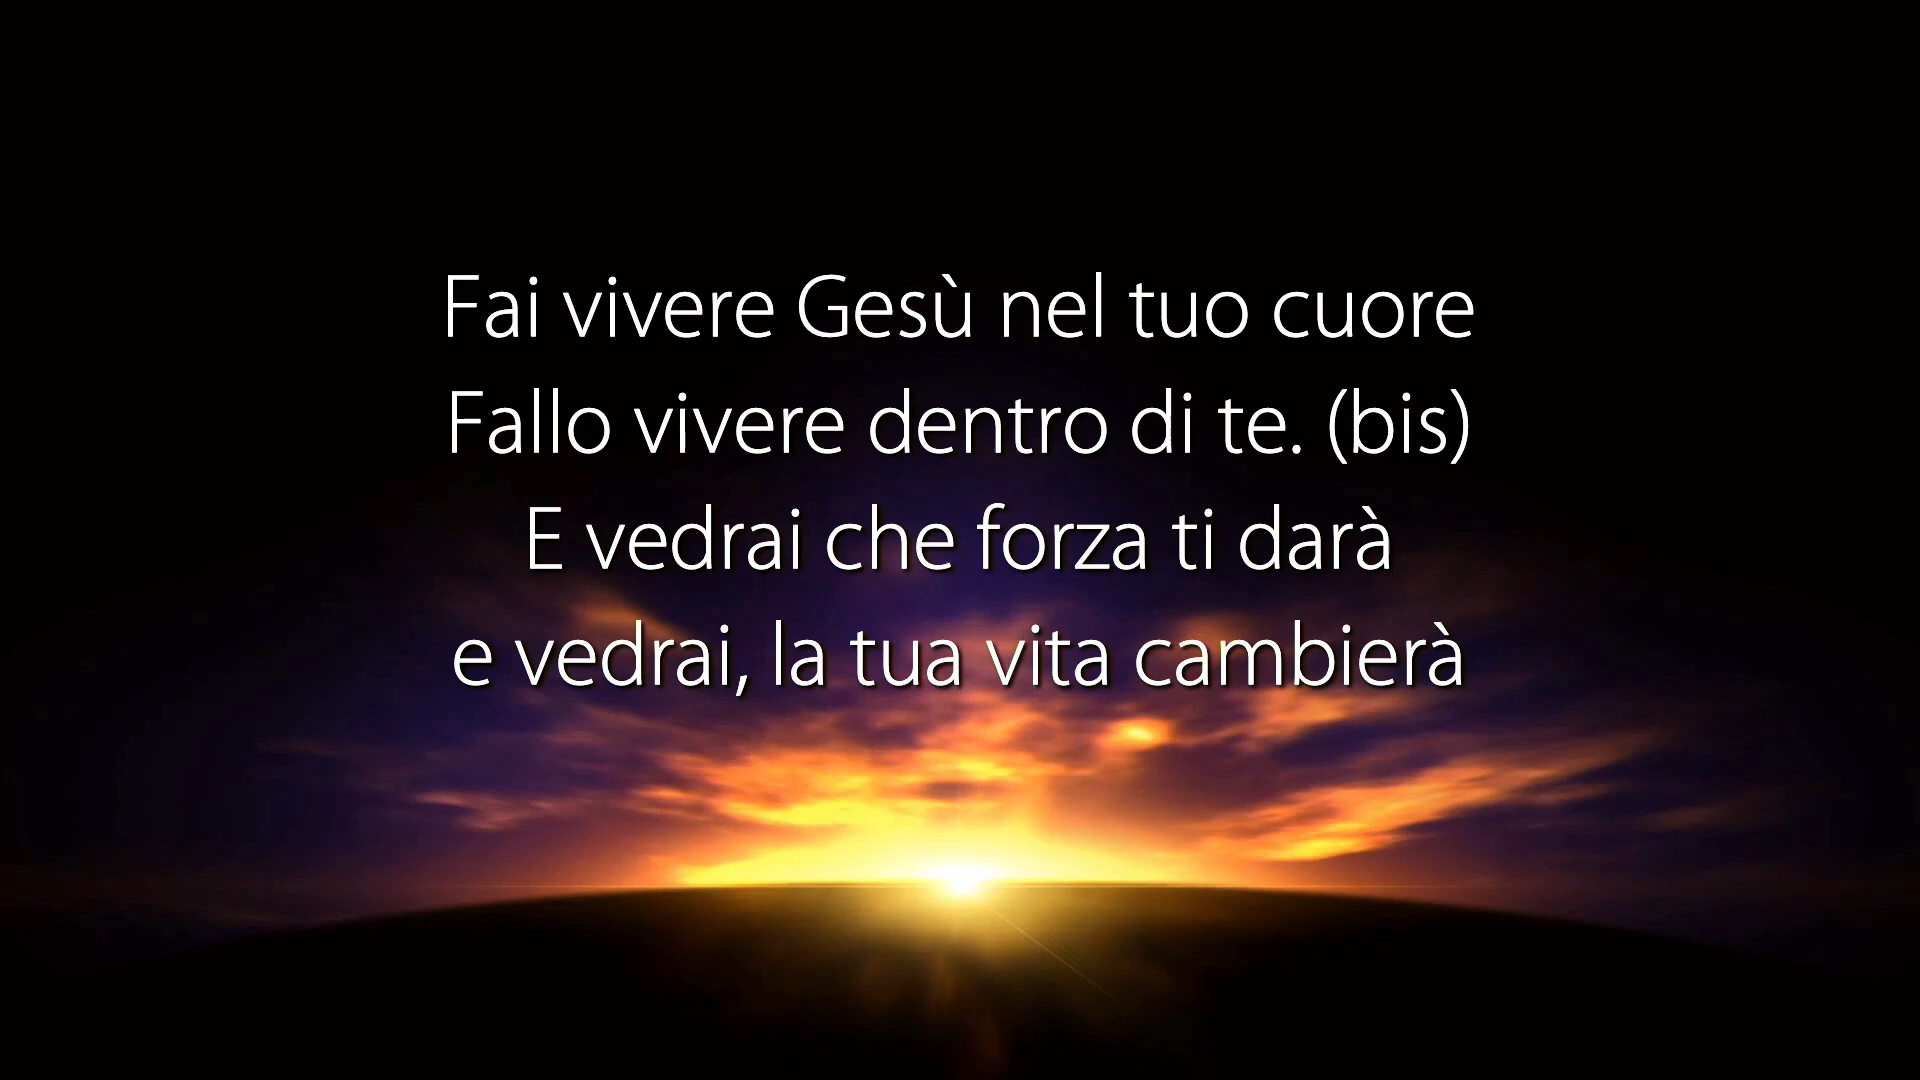 Fai vivere Gesù nel tuo cuore
Fallo vivere dentro di te. (bis)
E vedrai che forza ti darà
e vedrai, la tua vita cambierà